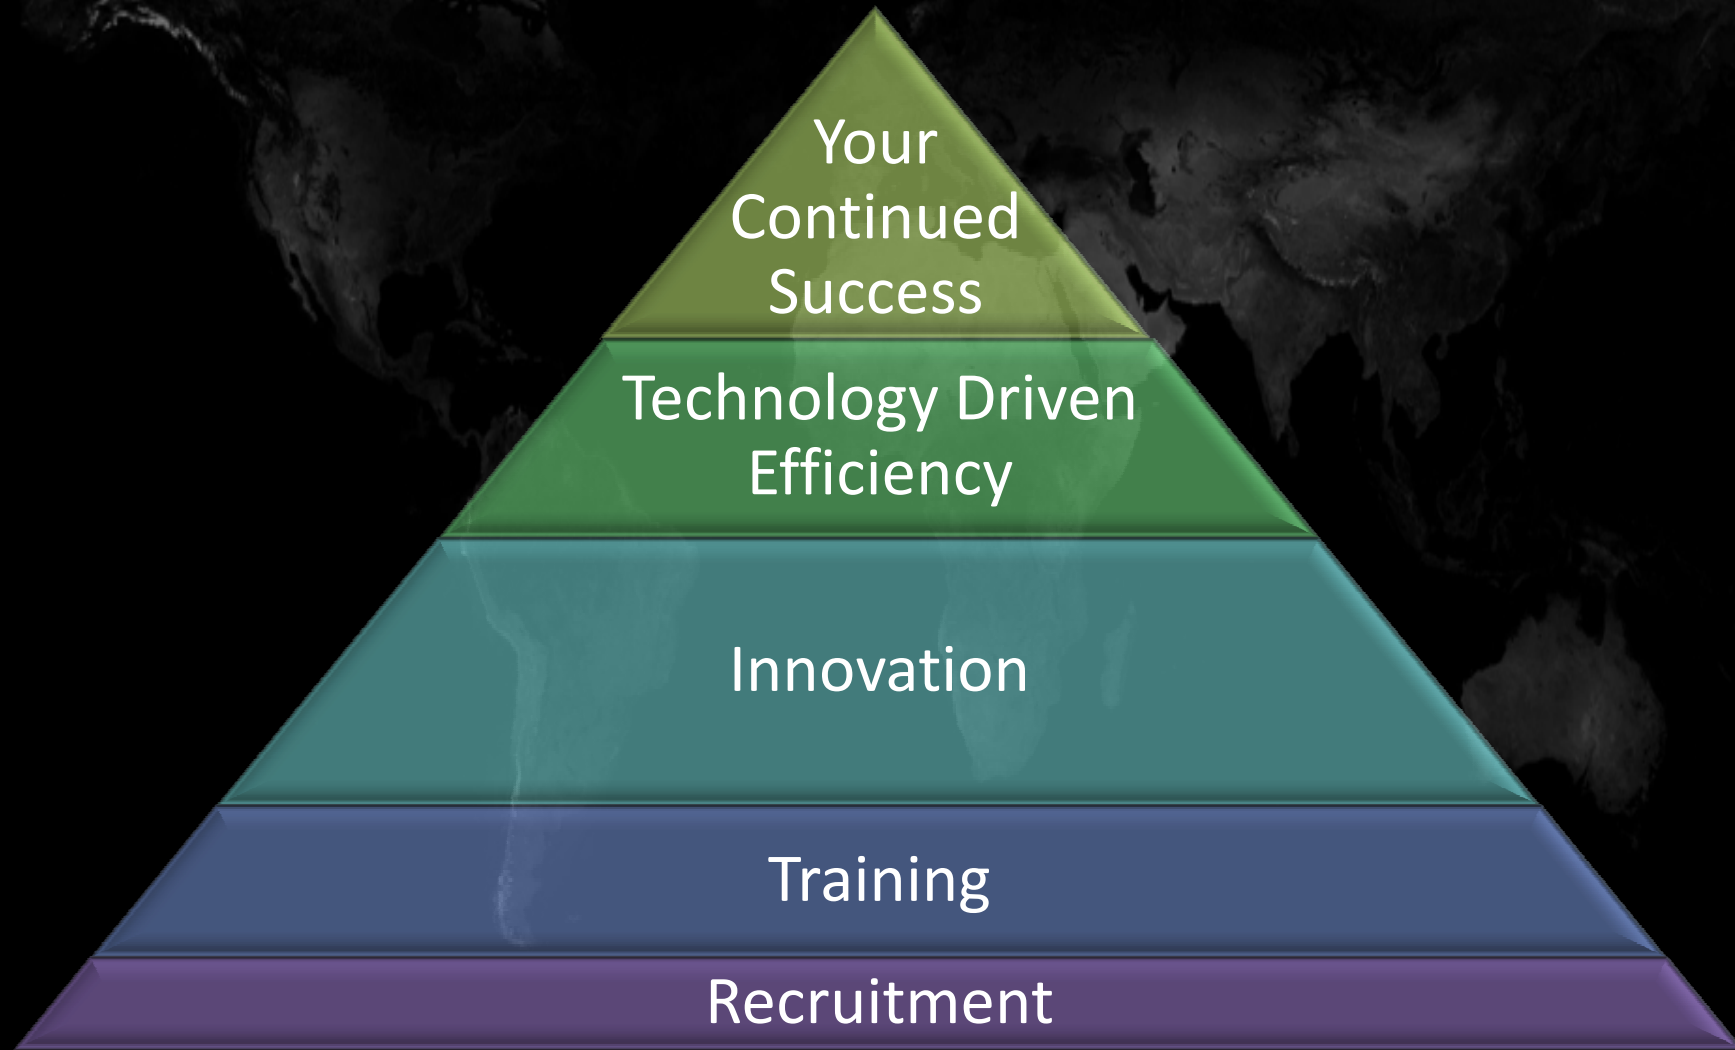 Your
Continued
Success
Technology Driven
Efficiency
Innovation
Training
Recruitment